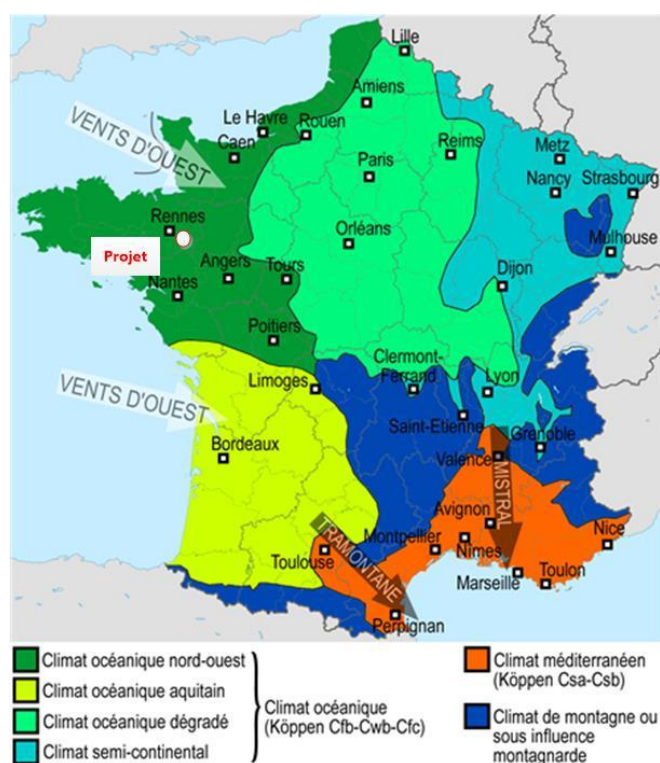 Lille
Amiens
VENTS D'OUEST
Le Havre
Rouen
Caen
Reims
Metz
Paris
Nancy
Strasbourg
Rennes
Projet
Orléans
Mulhouse
Angers
Tours
Dijon
Nantes
Poitiers
VENTS D'OUEST
Limoges
Clermont-
Ferrand
Lyon
Saint-Etienne
Grenoble
Bordeaux
Valence
MISTRAL
Avignon
TRAMONTANE
Montpellier
Nîmes
Nice
Toulouse
Marseille
Toulon
Perpignan
Climat océanique nord-ouest
Climat océanique aquitain
Climat océanique dégradé
Climat semi-continental
Climat océanique
(Köppen Cfb-Cwb-Cfc)
Climat méditerranéen
(Köppen Csa-Csb)
Climat de montagne ou
sous influence
montagnarde